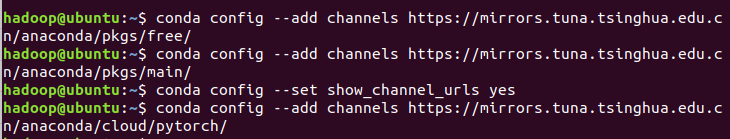 hadoop@ubuntu:~$ conda config --add channels https://mirrors.tuna.tsinghua.edu.c
n/anaconda/pkgs/free/
hadoop@ubuntu:~$ conda config --add channels https://mirrors.tuna.tsinghua.edu.c
n/anaconda/pkgs/main/
hadoop@ubuntu:~$ conda config --set show_channel_urls yes
hadoop@ubuntu:~$ conda config --add channels https://mirrors.tuna.tsinghua.edu.c
n/anaconda/cloud/pytorch/